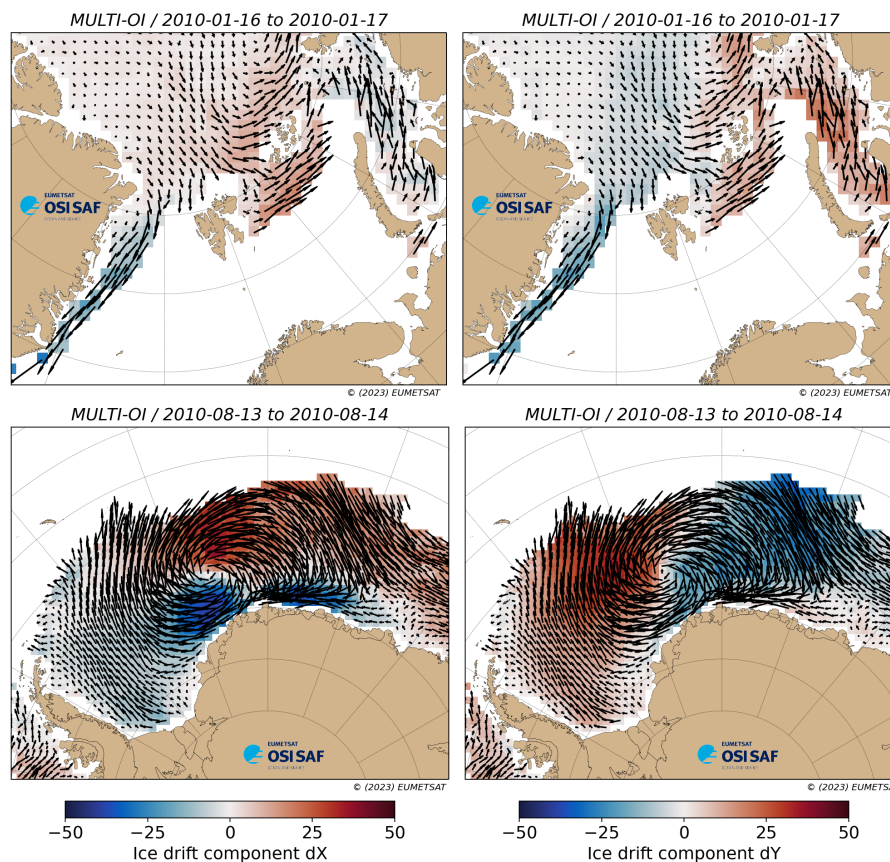 MULTI-OI / 2010-01-16 to 2010-01-17
MULTI-OI / 2010-01-16 to 2010-01-17
EUMETSAT
OSI SAF
EUMETSAT
OSI SAF
© (2023) EUMETSAT
© (2023) EUMETSAT
MULTI-OI / 2010-08-13 to 2010-08-14
MULTI-OI / 2010-08-13 to 2010-08-14
EUMETSAT
OSI SAF
EUMETSAT
OSI SAF
© (2023) EUMETSAT
© (2023) EUMETSAT
−50 −25 0 25 50
−50 −25 0 25 50
Ice drift component dX
Ice drift component dY